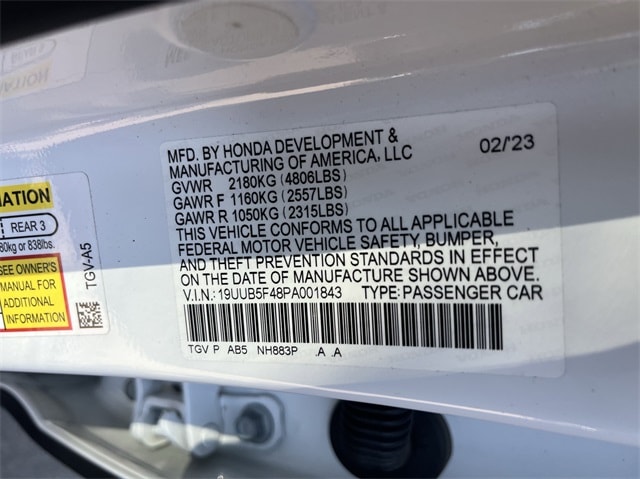 MFD. BY HONDA DEVELOPMENT & 02/23
MANUFACTURING OF AMERICA, LLC
GVWR 2180KG (4806LBS)
GAWR F 1160KG (2557LBS)
GAWR R 1050KG (2315LBS)
THIS VEHICLE CONFORMS TO ALL APPLICABLE
FEDERAL MOTOR VEHICLE SAFETY, BUMPER,
AND THEFT PREVENTION STANDARDS IN EFFECT
ON THE DATE OF MANUFACTURE SHOWN ABOVE.
V.I.N.: 19UUB5F48PA001843 TYPE: PASSENGER CAR
TGV P AB5 NH883P .A .A
REAR 3
838lbs.
SEE OWNER'S
MANUAL FOR
ADDITIONAL
INFORMATION
TGV-A5